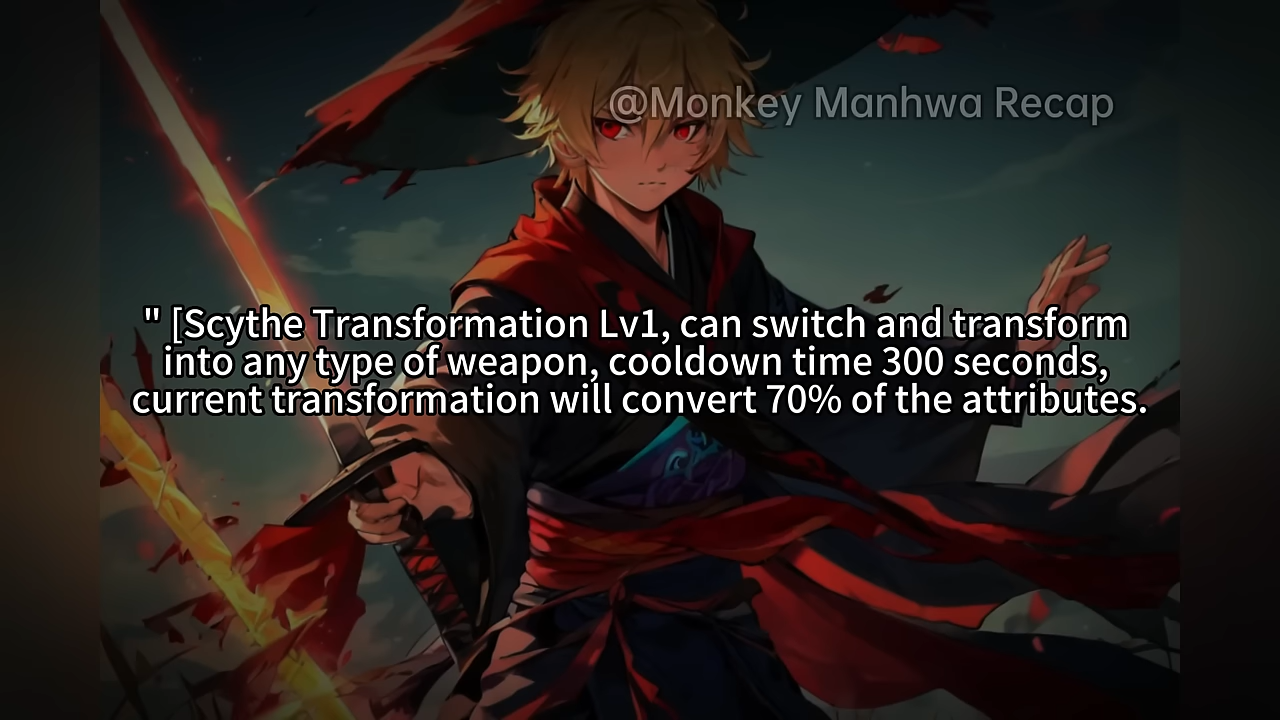 @Monkey Manhwa Recap
" [Scythe Transformation Lv1, can switch and transform
into any type of weapon, cooldown time 300 seconds,
current transformation will convert 70% of the attributes.